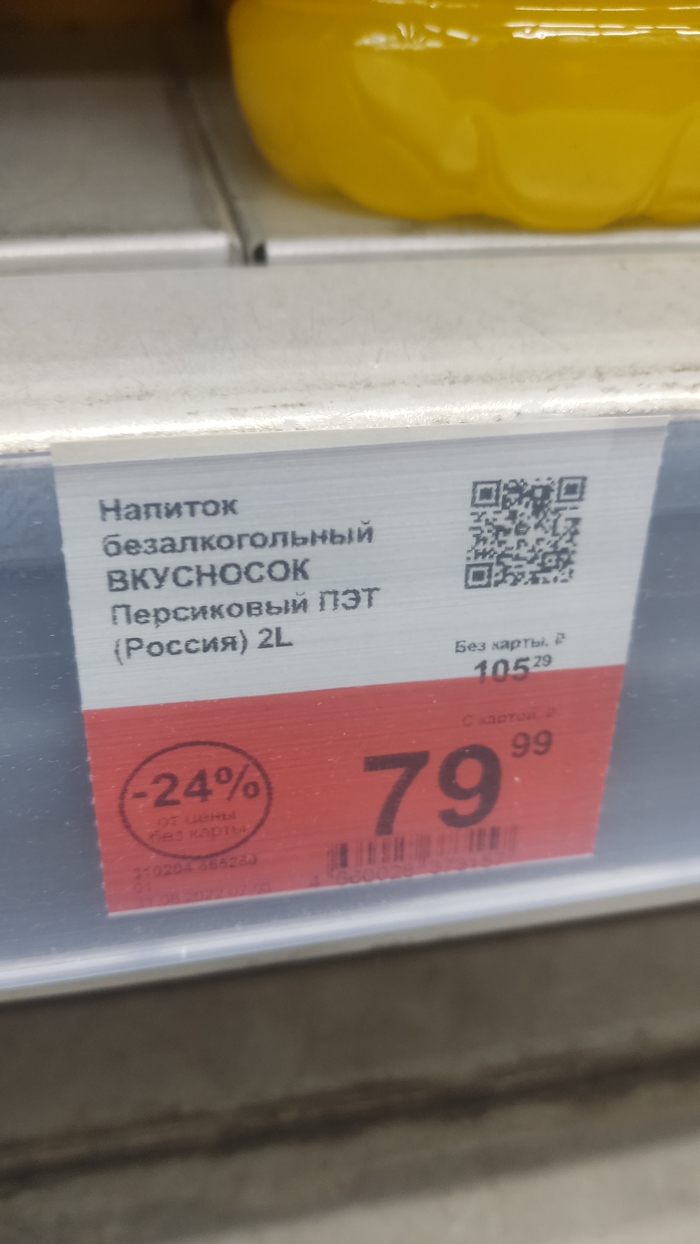 Напиток
безалкогольный
ВКУСНОСОК
Персиковый ПЭТ
(Россия) 2L
Без карты, ₽
105 29
С картой, ₽
79 99
-24%
от цены
без карты